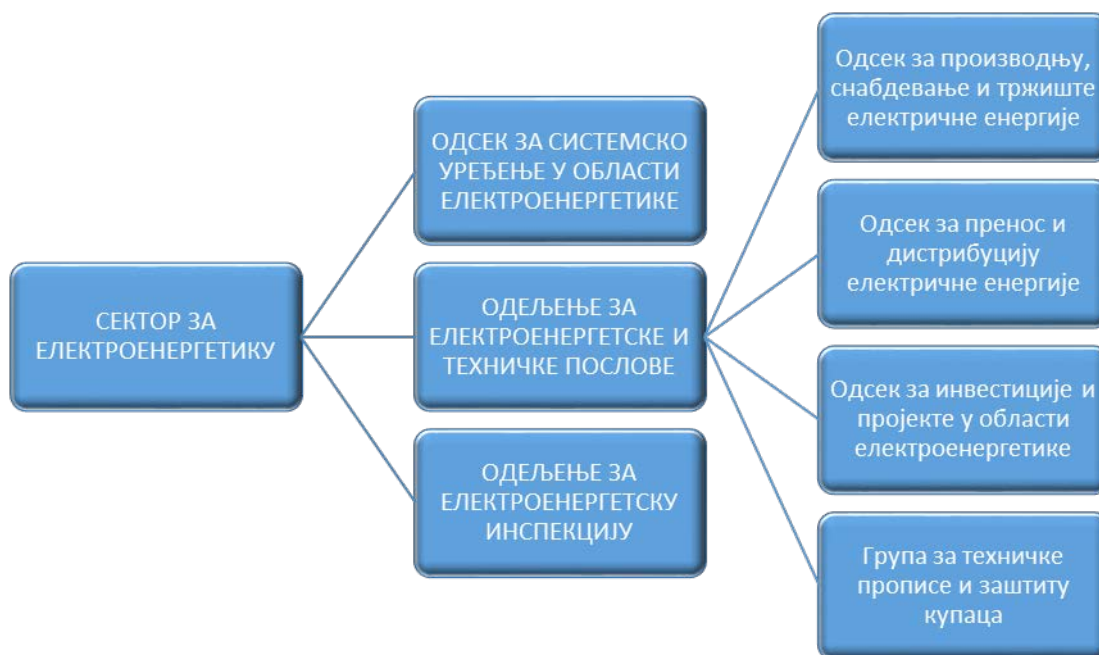 СЕКТОР ЗА
ЕЛЕКТРОЕНЕРГЕТИКУ
ОДСЕК ЗА СИСТЕМСКО
УРЕЂЕЊЕ У ОБЛАСТИ
ЕЛЕКТРОЕНЕРГЕТИКЕ
ОДЕЉЕЊЕ ЗА
ЕЛЕКТРОЕНЕРГЕТСКЕ И
ТЕХНИЧКЕ ПОСЛОВЕ
ОДЕЉЕЊЕ ЗА
ЕЛЕКТРОЕНЕРГЕТСКУ
ИНСПЕКЦИЈУ
Одсек за производњу,
снабдевање и тржиште
електричне енергије
Одсек за пренос и
дистрибуцију
електричне енергије
Одсек за инвестиције и
пројекте у области
електроенергетике
Група за техничке
прописе и заштиту
купаца